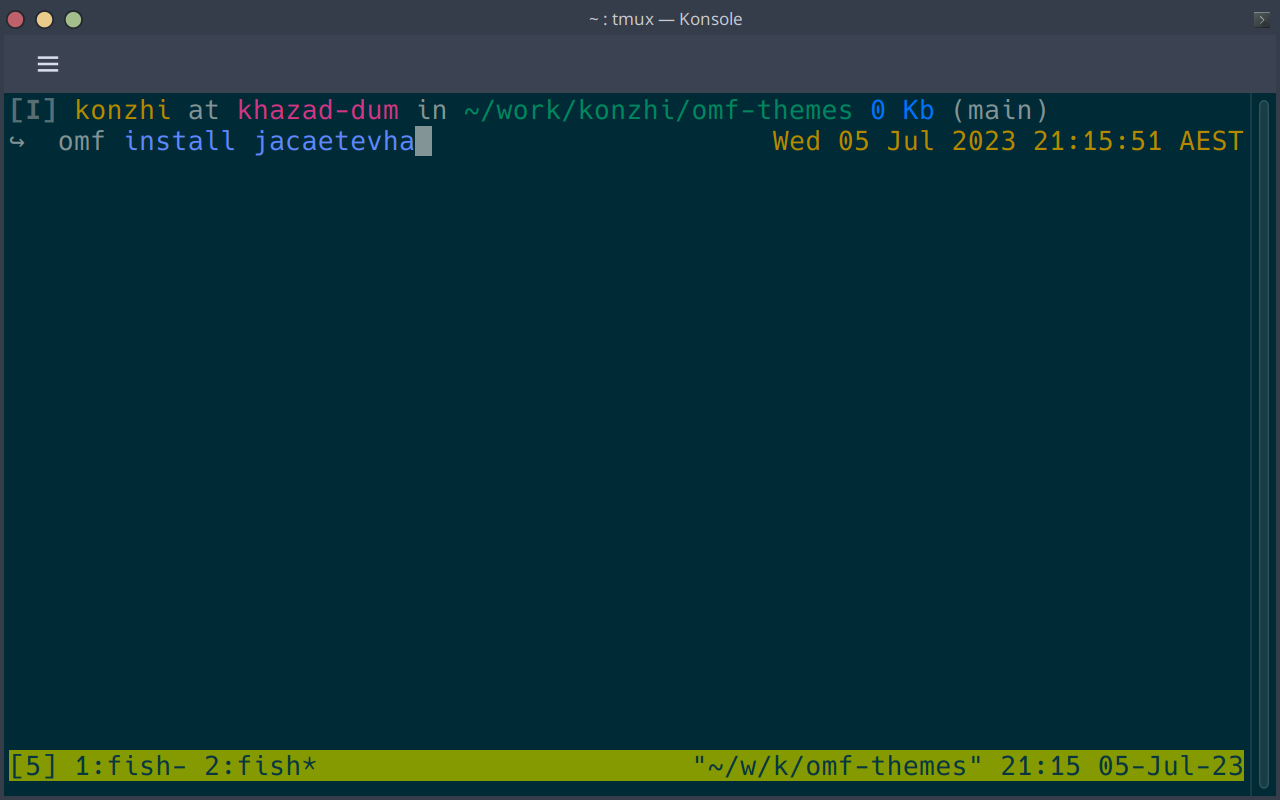 ~ : tmux — Konsole
[I] konzhi at khazad-dum in ~/work/konzhi/omf-themes 0 Kb (main)
↪ omf install jacaetevha Wed 05 Jul 2023 21:15:51 AEST
[5] 1:fish- 2:fish* "~/w/k/omf-themes" 21:15 05-Jul-23